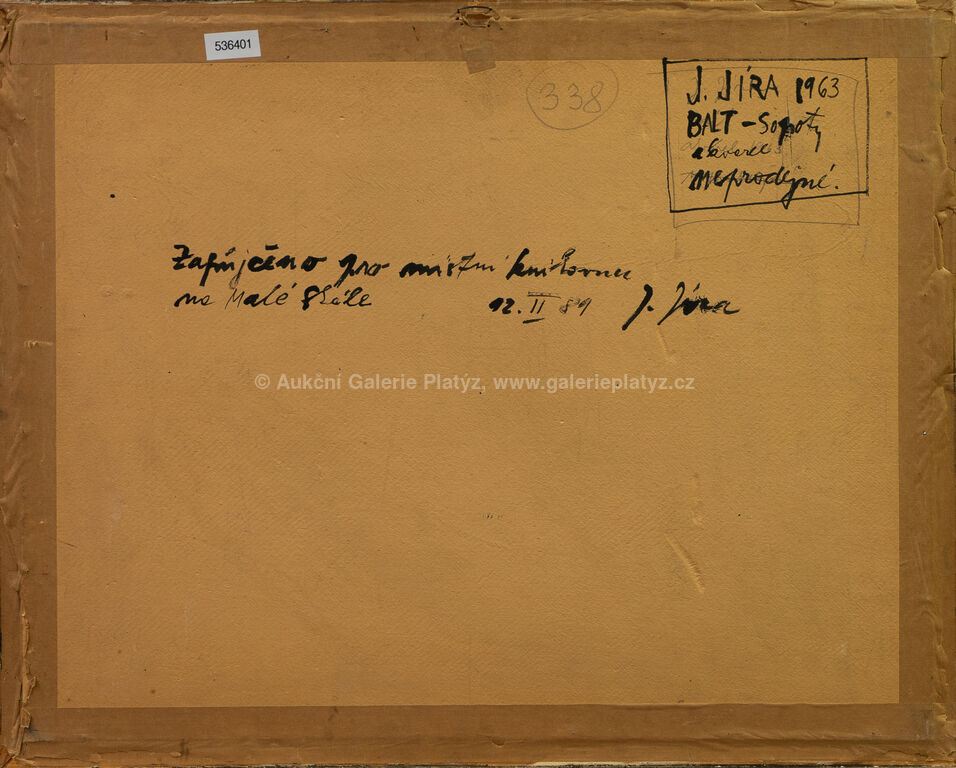 536401
338
J. JÍRA 1963
BALT - Sopoty
neprodejné.
Zapůjčeno pro místní knihovnu
na Malé Skále 12. II 89 J. Jíra
© Aukční Galerie Platýz, www.galerieplatyz.cz